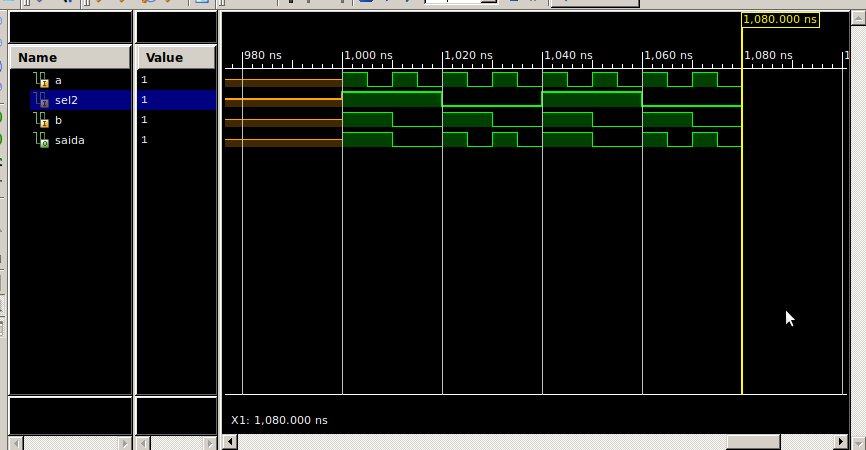 1,080.000 ns
Name
Value
980 ns
1,000 ns
1,020 ns
1,040 ns
1,060 ns
1,080 ns
1
a
1
sel2
1
b
1
saida
1
X1: 1,080.000 ns